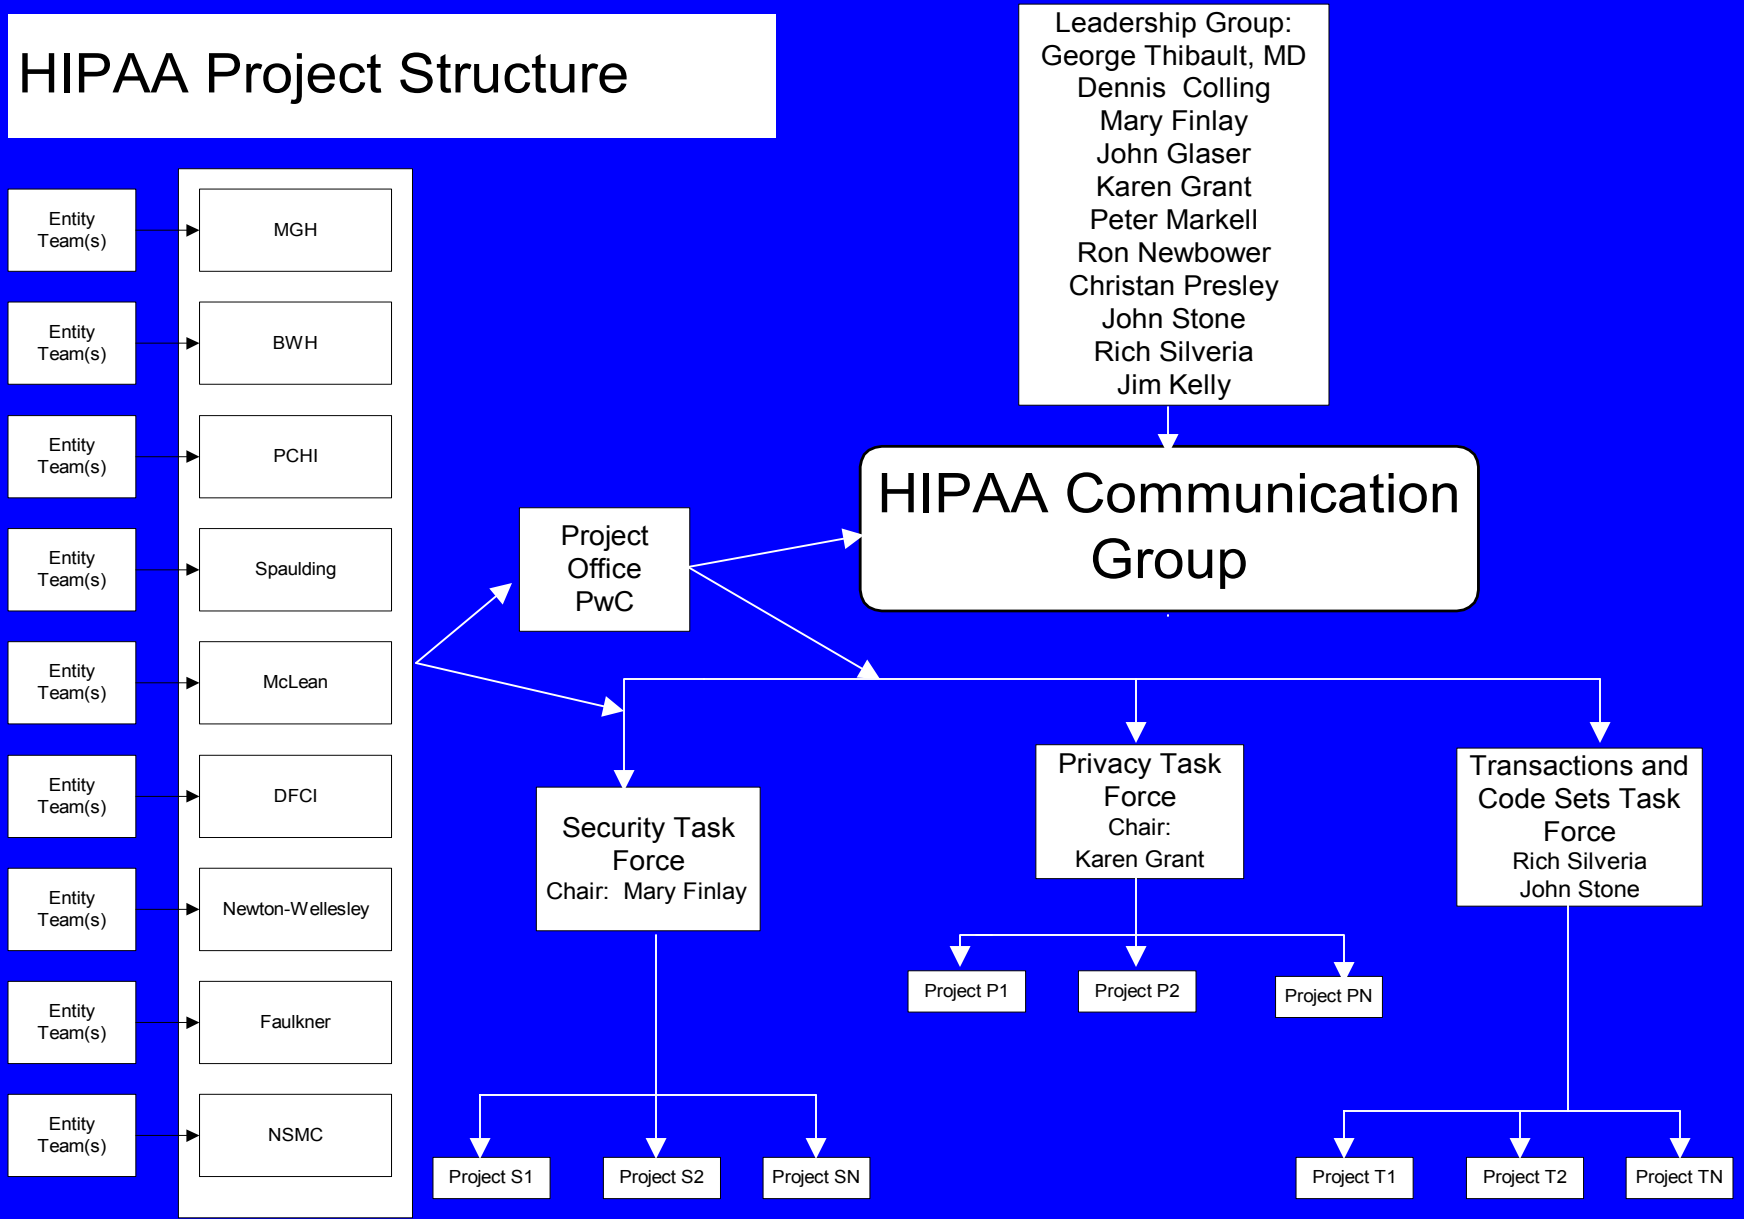 HIPAA Project Structure
Leadership Group:
George Thibault, MD
Dennis  Colling
Mary Finlay
John Glaser
Karen Grant
Peter Markell
Ron Newbower
Christan Presley
John Stone
Rich Silveria
Jim Kelly
Entity
Team(s)
MGH
Entity
Team(s)
BWH
Entity
Team(s)
PCHI
Entity
Team(s)
Spaulding
Entity
Team(s)
McLean
Entity
Team(s)
DFCI
Entity
Team(s)
Newton-Wellesley
Entity
Team(s)
Faulkner
Entity
Team(s)
NSMC
Project
Office
PwC
HIPAA Communication
Group
Security Task
Force
Chair:  Mary Finlay
Privacy Task
Force
Chair:
Karen Grant
Transactions and
Code Sets Task
Force
Rich Silveria
John Stone
Project P1
Project P2
Project PN
Project S1
Project S2
Project SN
Project T1
Project T2
Project TN